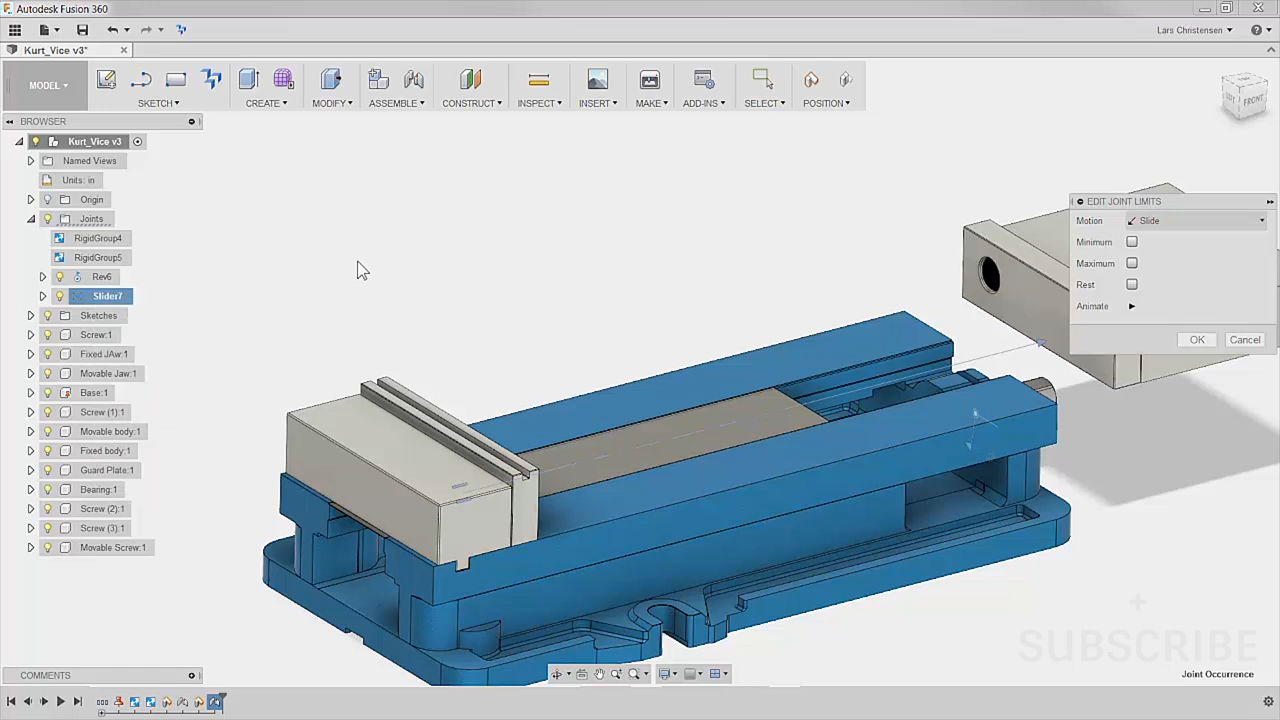 Autodesk Fusion 360
Lars Christensen
Kurt_Vice v3*
MODEL
SKETCH
CREATE
MODIFY
ASSEMBLE
CONSTRUCT
INSPECT
INSERT
MAKE
ADD-INS
SELECT
POSITION
FRONT
BROWSER
Kurt_Vice v3
Named Views
Units: in
Origin
Joints
RigidGroup4
RigidGroup5
Rev6
Slider7
Sketches
Screw:1
Fixed JAw:1
Movable Jaw:1
Base:1
Screw (1):1
Movable body:1
Fixed body:1
Guard Plate:1
Bearing:1
Screw (2):1
Screw (3):1
Movable Screw:1
EDIT JOINT LIMITS
Motion Slide
Minimum
Maximum
Rest
Animate
OK Cancel
SUBSCRIBE
COMMENTS
Joint Occurrence